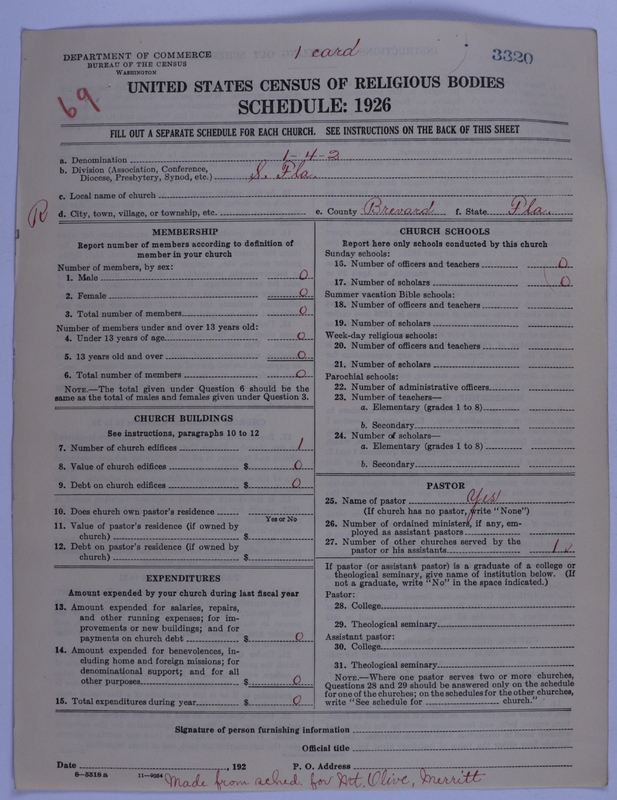 DEPARTMENT OF COMMERCE
BUREAU OF THE CENSUS
WASHINGTON
1 card
3320
69
UNITED STATES CENSUS OF RELIGIOUS BODIES
SCHEDULE: 1926
FILL OUT A SEPARATE SCHEDULE FOR EACH CHURCH. SEE INSTRUCTIONS ON THE BACK OF THIS SHEET
a. Denomination 1-4-2
b. Division (Association, Conference, Diocese, Presbytery, Synod, etc.) S. Fla.
c. Local name of church
R d. City, town, village, or township, etc. e. County Brevard f. State Fla.
MEMBERSHIP
Report number of members according to definition of
member in your church
Number of members, by sex:
1. Male 0
2. Female 0
3. Total number of members 0
Number of members under and over 13 years old:
4. Under 13 years of age 0
5. 13 years old and over 0
6. Total number of members 0
NOTE.—The total given under Question 6 should be the
same as the total of males and females given under Question 3.
CHURCH BUILDINGS
See instructions, paragraphs 10 to 12
7. Number of church edifices 1
8. Value of church edifices $ 0
9. Debt on church edifices $ 0
10. Does church own pastor's residence
Yes or No
11. Value of pastor's residence (if owned by
church) $
12. Debt on pastor's residence (if owned by
church) $
EXPENDITURES
Amount expended by your church during last fiscal year
13. Amount expended for salaries, repairs,
and other running expenses; for im-
provements or new buildings; and for
payments on church debt $ 0
14. Amount expended for benevolences, in-
cluding home and foreign missions; for
denominational support; and for all
other purposes $ 0
15. Total expenditures during year $ 0
CHURCH SCHOOLS
Report here only schools conducted by this church
Sunday schools:
16. Number of officers and teachers 0
17. Number of scholars 0
Summer vacation Bible schools:
18. Number of officers and teachers
19. Number of scholars
Week-day religious schools:
20. Number of officers and teachers
21. Number of scholars
Parochial schools:
22. Number of administrative officers
23. Number of teachers—
a. Elementary (grades 1 to 8)
b. Secondary
24. Number of scholars—
a. Elementary (grades 1 to 8)
b. Secondary
PASTOR
25. Name of pastor Yes
(If church has no pastor, write "None")
26. Number of ordained ministers, if any, em-
ployed as assistant pastors
27. Number of other churches served by the
pastor or his assistants 1
If pastor (or assistant pastor) is a graduate of a college or
theological seminary, give name of institution below. (If
not a graduate, write "No" in the space indicated.)
Pastor:
28. College
29. Theological seminary
Assistant pastor:
30. College
31. Theological seminary
NOTE.—Where one pastor serves two or more churches,
Questions 28 and 29 should be answered only on the schedule
for one of the churches; on the schedules for the other churches,
write "See schedule for church."
Signature of person furnishing information
Official title
Date , 192 P. O. Address
8—5518a 11—9024
Made from sched. for Mt. Olive, Merritt